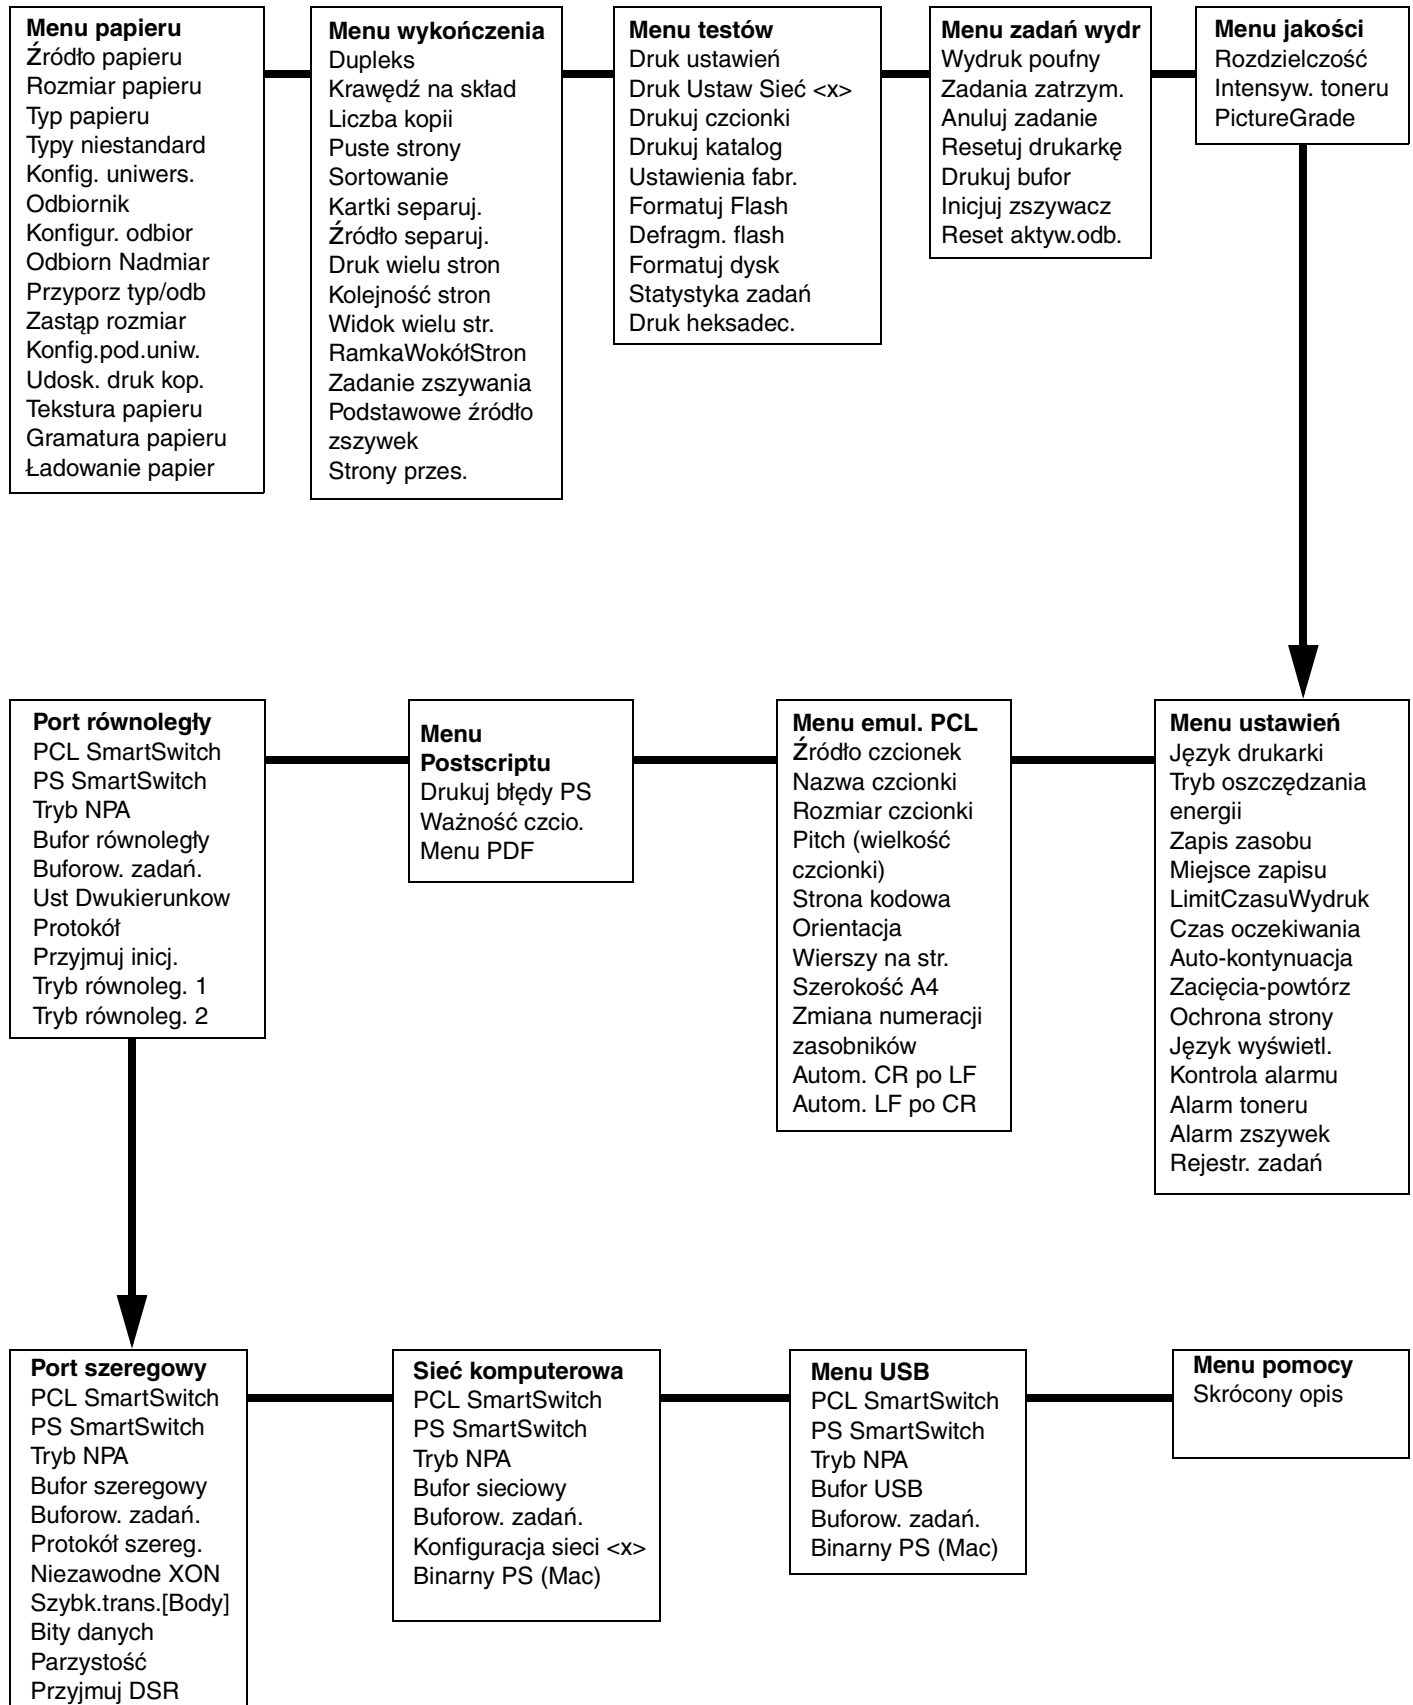 Menu papieru
Źródło papieru
Rozmiar papieru
Typ papieru
Typy niestandard
Konfig. uniwers.
Odbiornik
Konfigur. odbior
Odbiorn Nadmiar
Przyporz typ/odb
Zastąp rozmiar
Konfig.pod.uniw.
Udosk. druk kop.
Tekstura papieru
Gramatura papieru
Ładowanie papier
Menu wykończenia
Dupleks
Krawędź na skład
Liczba kopii
Puste strony
Sortowanie
Kartki separuj.
Źródło separuj.
Druk wielu stron
Kolejność stron
Widok wielu str.
RamkaWokółStron
Zadanie zszywania
Podstawowe źródło
zszywek
Strony przes.
Menu testów
Druk ustawień
Druk Ustaw Sieć <x>
Drukuj czcionki
Drukuj katalog
Ustawienia fabr.
Formatuj Flash
Defragm. flash
Formatuj dysk
Statystyka zadań
Druk heksadec.
Menu zadań wydr
Wydruk poufny
Zadania zatrzym.
Anuluj zadanie
Resetuj drukarkę
Drukuj bufor
Inicjuj zszywacz
Reset aktyw.odb.
Menu jakości
Rozdzielczość
Intensyw. toneru
PictureGrade
Port równoległy
PCL SmartSwitch
PS SmartSwitch
Tryb NPA
Bufor równoległy
Buforow. zadań.
Ust Dwukierunkow
Protokół
Przyjmuj inicj.
Tryb równoleg. 1
Tryb równoleg. 2
Menu
Postscriptu
Drukuj błędy PS
Ważność czcio.
Menu PDF
Menu emul. PCL
Źródło czcionek
Nazwa czcionki
Rozmiar czcionki
Pitch (wielkość
czcionki)
Strona kodowa
Orientacja
Wierszy na str.
Szerokość A4
Zmiana numeracji
zasobników
Autom. CR po LF
Autom. LF po CR
Menu ustawień
Język drukarki
Tryb oszczędzania
energii
Zapis zasobu
Miejsce zapisu
LimitCzasuWydruk
Czas oczekiwania
Auto-kontynuacja
Zacięcia-powtórz
Ochrona strony
Język wyświetl.
Kontrola alarmu
Alarm toneru
Alarm zszywek
Rejestr. zadań
Port szeregowy
PCL SmartSwitch
PS SmartSwitch
Tryb NPA
Bufor szeregowy
Buforow. zadań.
Protokół szereg.
Niezawodne XON
Szybk.trans.[Body]
Bity danych
Parzystość
Przyjmuj DSR
Sieć komputerowa
PCL SmartSwitch
PS SmartSwitch
Tryb NPA
Bufor sieciowy
Buforow. zadań.
Konfiguracja sieci <x>
Binarny PS (Mac)
Menu USB
PCL SmartSwitch
PS SmartSwitch
Tryb NPA
Bufor USB
Buforow. zadań.
Binarny PS (Mac)
Menu pomocy
Skrócony opis